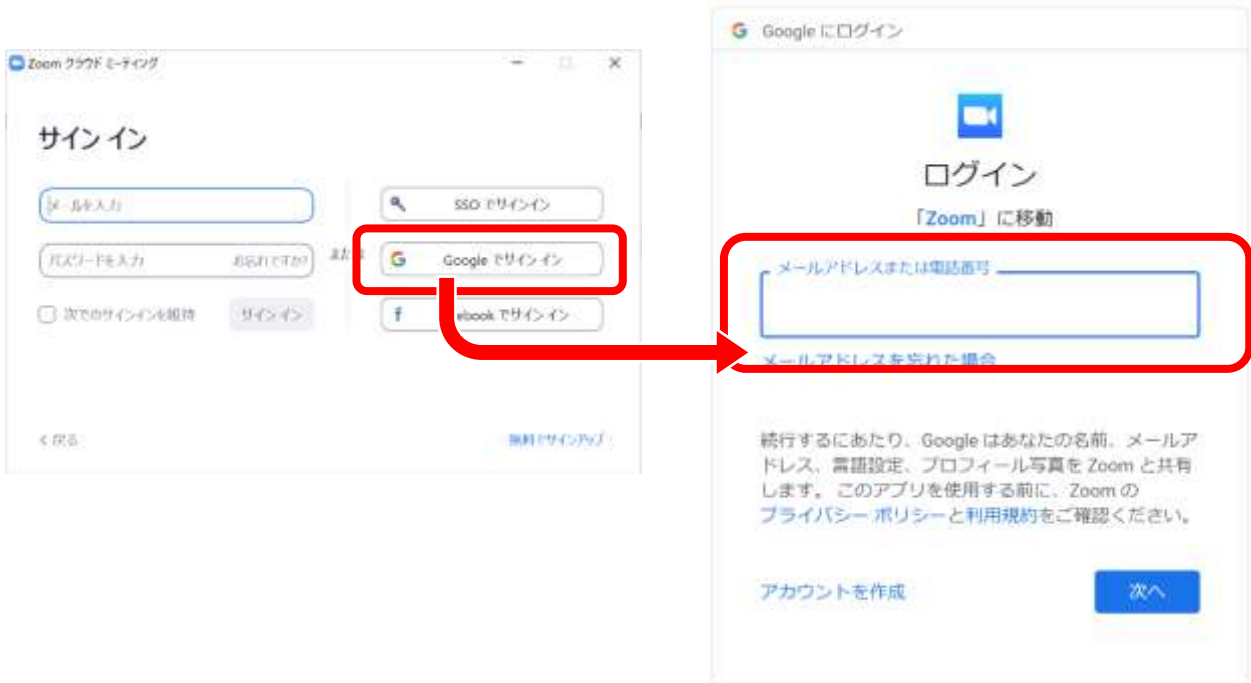 Zoom クラウド ミーティング
サイン イン
メールを入力
パスワードを入力
お忘れですか?
次でのサインインを維持
サイン イン
または
SSO でサインイン
Google でサイン イン
ebook でサイン イン
< 戻る
無料でサインアップ
Google にログイン
ログイン
「Zoom」に移動
メールアドレスまたは電話番号
メールアドレスを忘れた場合
続行するにあたり、Google はあなたの名前、メールア
ドレス、言語設定、プロフィール写真を Zoom と共有
します。 このアプリを使用する前に、Zoom の
プライバシー ポリシーと利用規約をご確認ください。
アカウントを作成
次へ